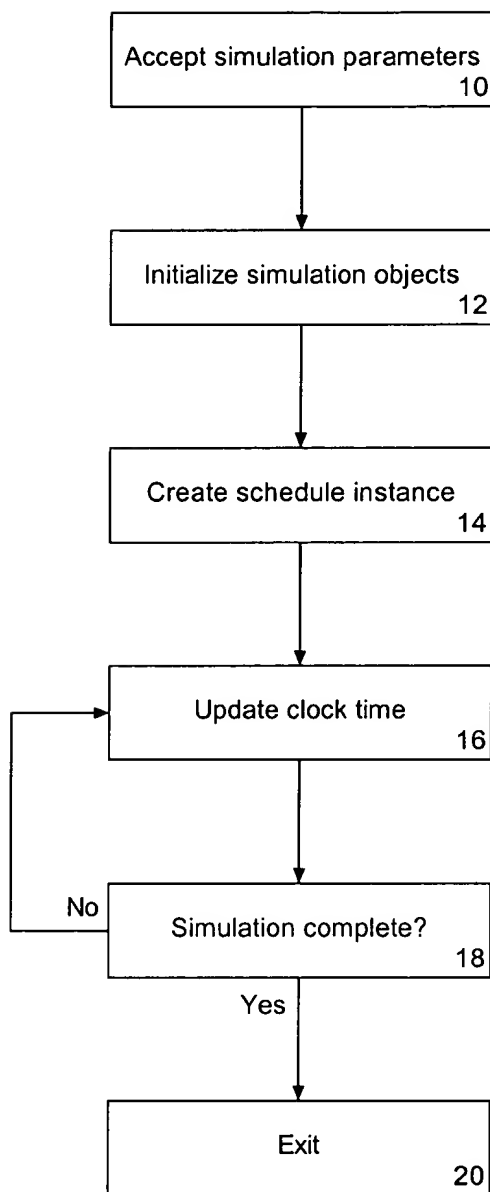 Accept simulation parameters
10
Initialize simulation objects
12
Create schedule instance
14
Update clock time
16
No
Simulation complete?
18
Yes
Exit
20